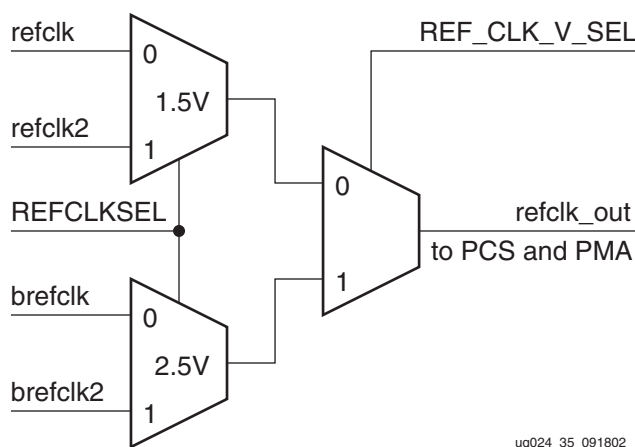 refclk
REF_CLK_V_SEL
0
1.5V
refclk2
1
0
REFCLKSEL
refclk_out
to PCS and PMA
1
brefclk
0
2.5V
brefclk2
1
ug024_35_091802